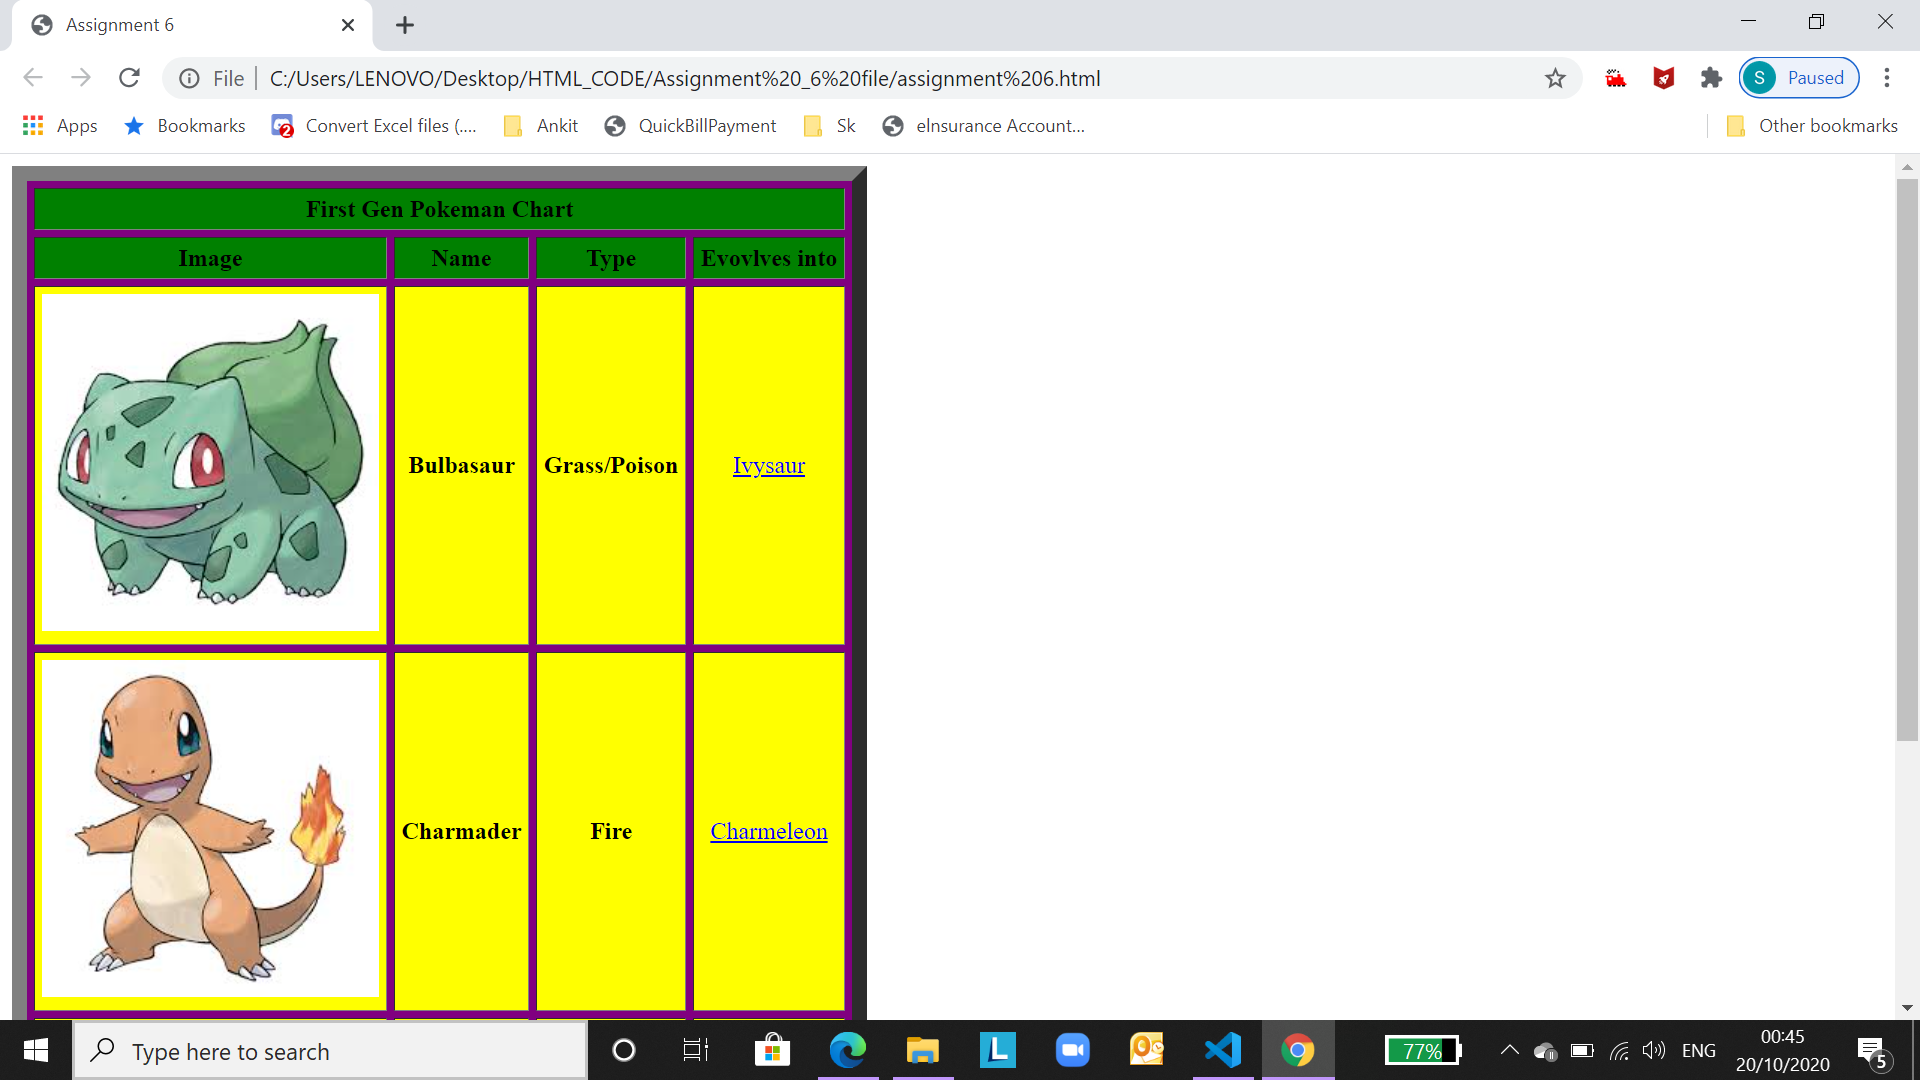 Assignment 6
File
C:/Users/LENOVO/Desktop/HTML_CODE/Assignment%20_6%20file/assignment%206.html
S Paused
Apps Bookmarks Convert Excel files (.... Ankit QuickBillPayment Sk eInsurance Account... Other bookmarks
2
First Gen Pokeman Chart
Image Name Type Evovlves into
Bulbasaur Grass/Poison Ivysaur
Charmader Fire Charmeleon
Type here to search
L
77%
ENG
00:45
20/10/2020
5